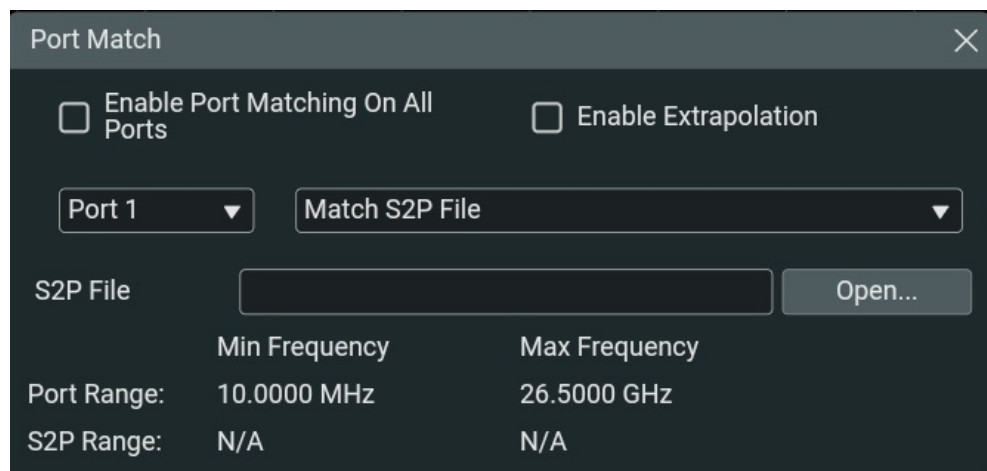 Port Match
Enable Port Matching On All
Ports
Enable Extrapolation
Port 1
Match S2P File
S2P File
Open...
Min Frequency Max Frequency
Port Range: 10.0000 MHz 26.5000 GHz
S2P Range: N/A N/A